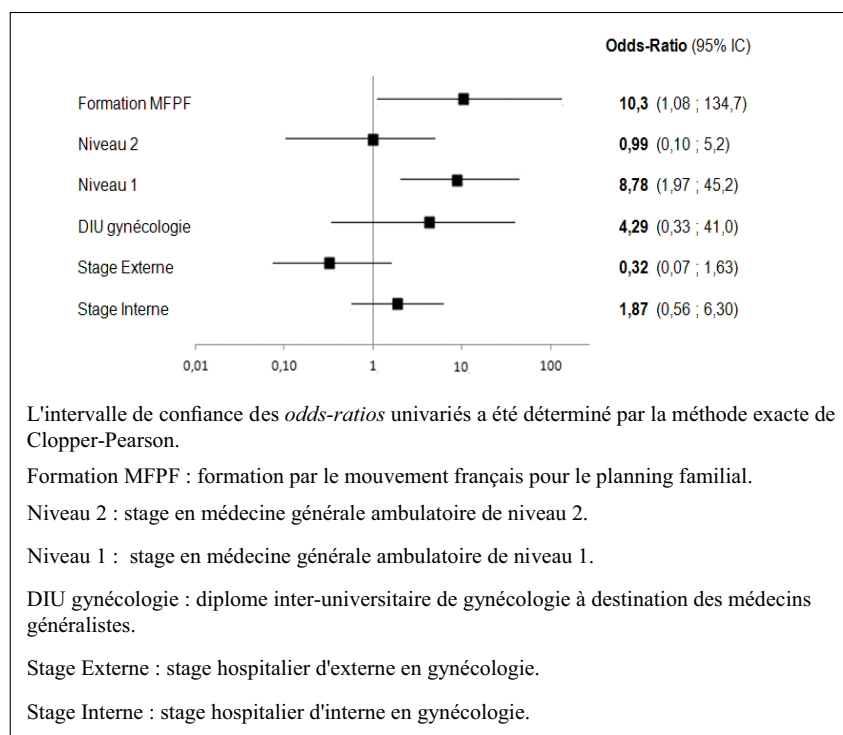 Odds-Ratio (95% IC)
Formation MFPF 10,3 (1,08 ; 134,7)
Niveau 2 0,99 (0,10 ; 5,2)
Niveau 1 8,78 (1,97 ; 45,2)
DIU gynécologie 4,29 (0,33 ; 41,0)
Stage Externe 0,32 (0,07 ; 1,63)
Stage Interne 1,87 (0,56 ; 6,30)
0,01 0,10 1 10 100
L'intervalle de confiance des odds-ratios univariés a été déterminé par la méthode exacte de
Clopper-Pearson.
Formation MFPF : formation par le mouvement français pour le planning familial.
Niveau 2 : stage en médecine générale ambulatoire de niveau 2.
Niveau 1 : stage en médecine générale ambulatoire de niveau 1.
DIU gynécologie : diplome inter-universitaire de gynécologie à destination des médecins
généralistes.
Stage Externe : stage hospitalier d'externe en gynécologie.
Stage Interne : stage hospitalier d'interne en gynécologie.